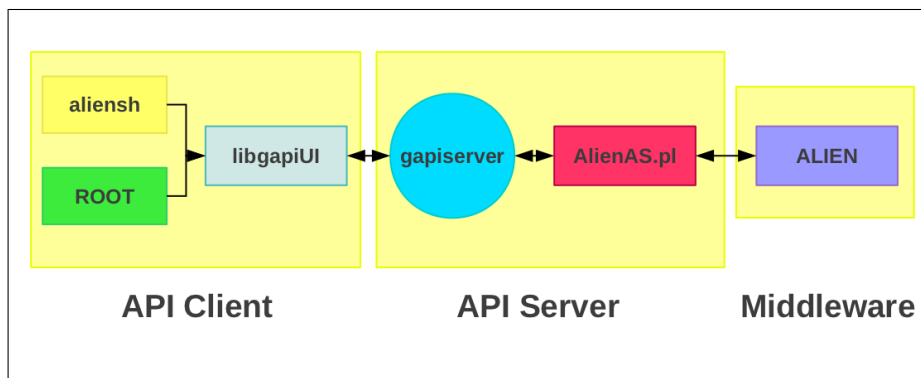 aliensh
ROOT
libgapiUI
gapiserver
AlienAS.pl
ALIEN
API Client
API Server
Middleware